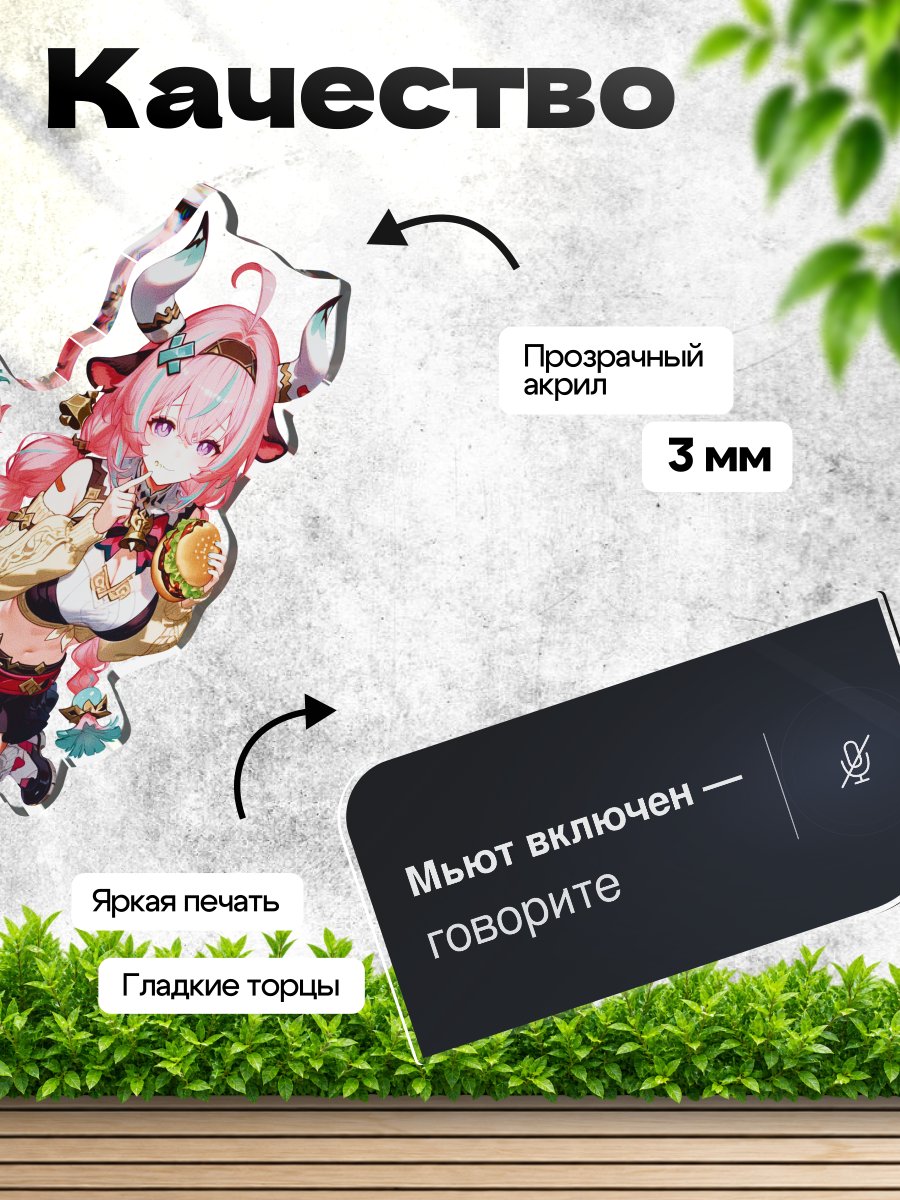 Качество
Прозрачный
акрил
3 мм
Мьют включен —
говорите
Яркая печать
Гладкие торцы